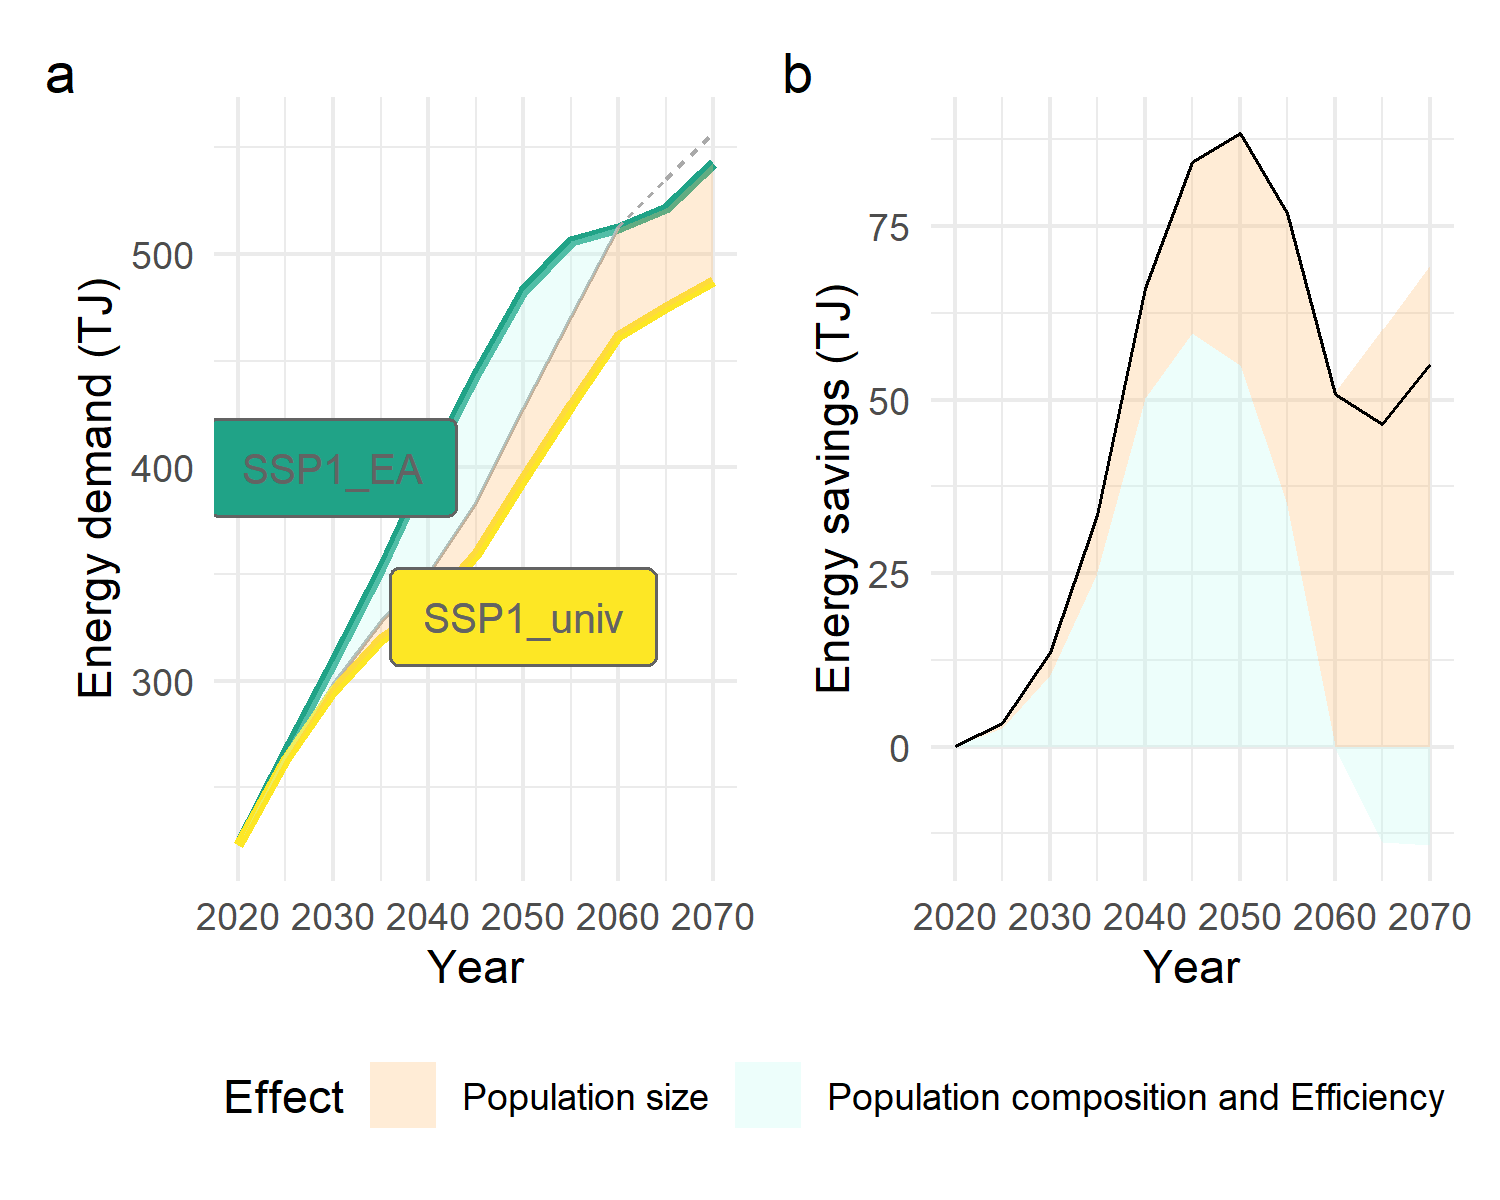 a
Energy demand (TJ)
500
400
300
SSP1_EA
SSP1_univ
2020 2030 2040 2050 2060 2070
Year
b
Energy savings (TJ)
75
50
25
0
2020 2030 2040 2050 2060 2070
Year
Effect Population size Population composition and Efficiency